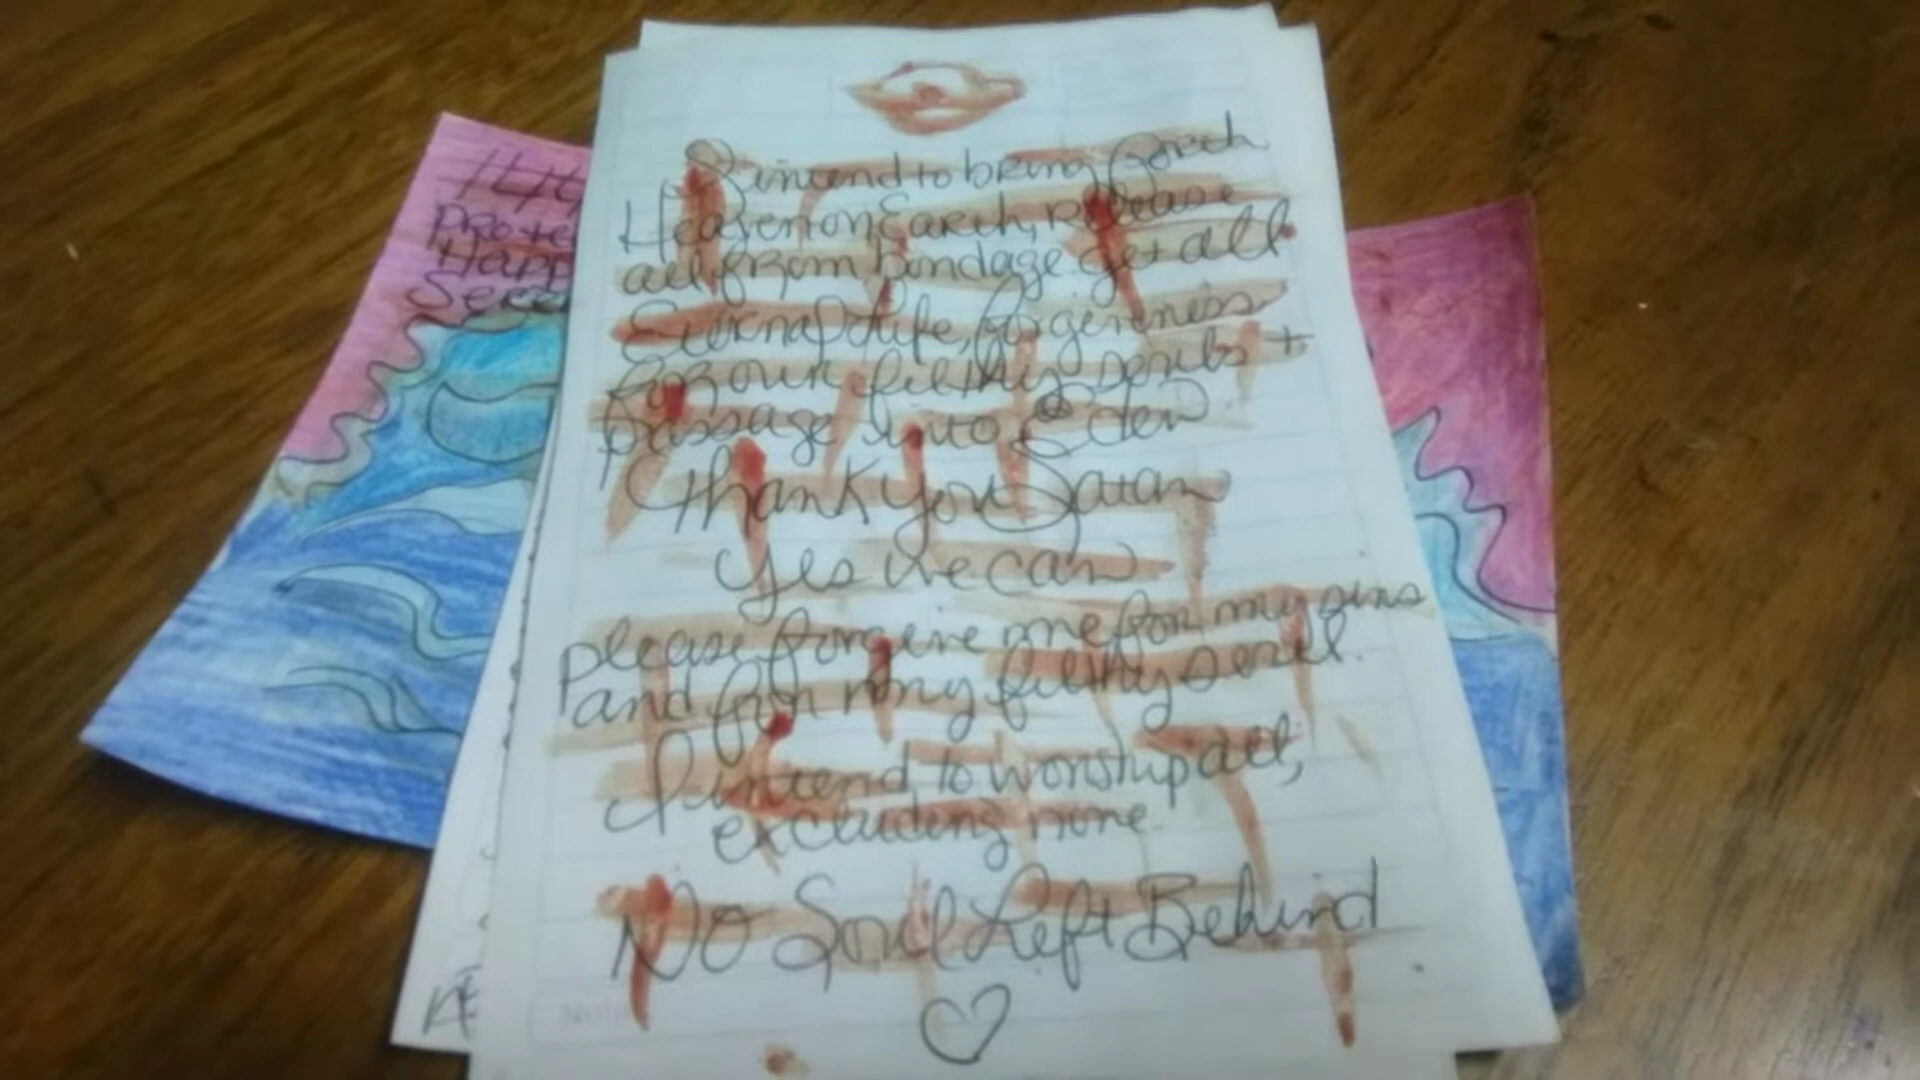 I intend to bring forth
Heaven on Earth, release
all from bondage get all
Eternal Life, forgiveness
for our filthy souls +
passage into Eden
Thank you Satan
Yes we can
please forgive me for my sins
and for my filthy soul.
I intend to worship all,
excluding none.
No Soul Left Behind